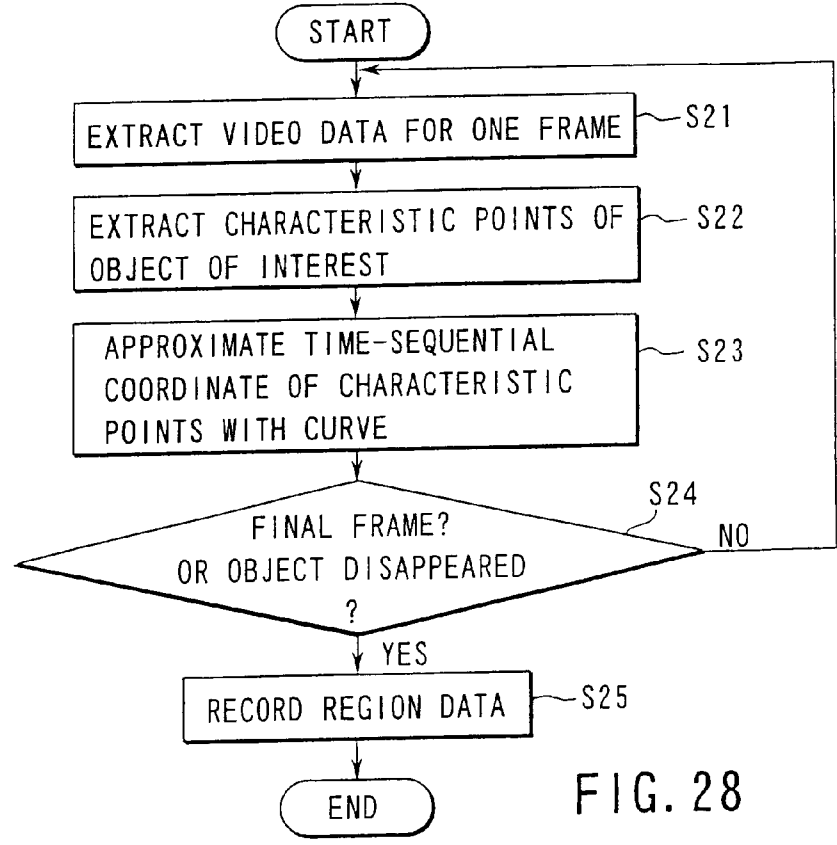 START
EXTRACT VIDEO DATA FOR ONE FRAME
S21
EXTRACT CHARACTERISTIC POINTS OF
OBJECT OF INTEREST
S22
APPROXIMATE TIME-SEQUENTIAL
COORDINATE OF CHARACTERISTIC
POINTS WITH CURVE
S23
FINAL FRAME?
OR OBJECT DISAPPEARED
?
S24
NO
YES
RECORD REGION DATA
S25
END
FIG. 28